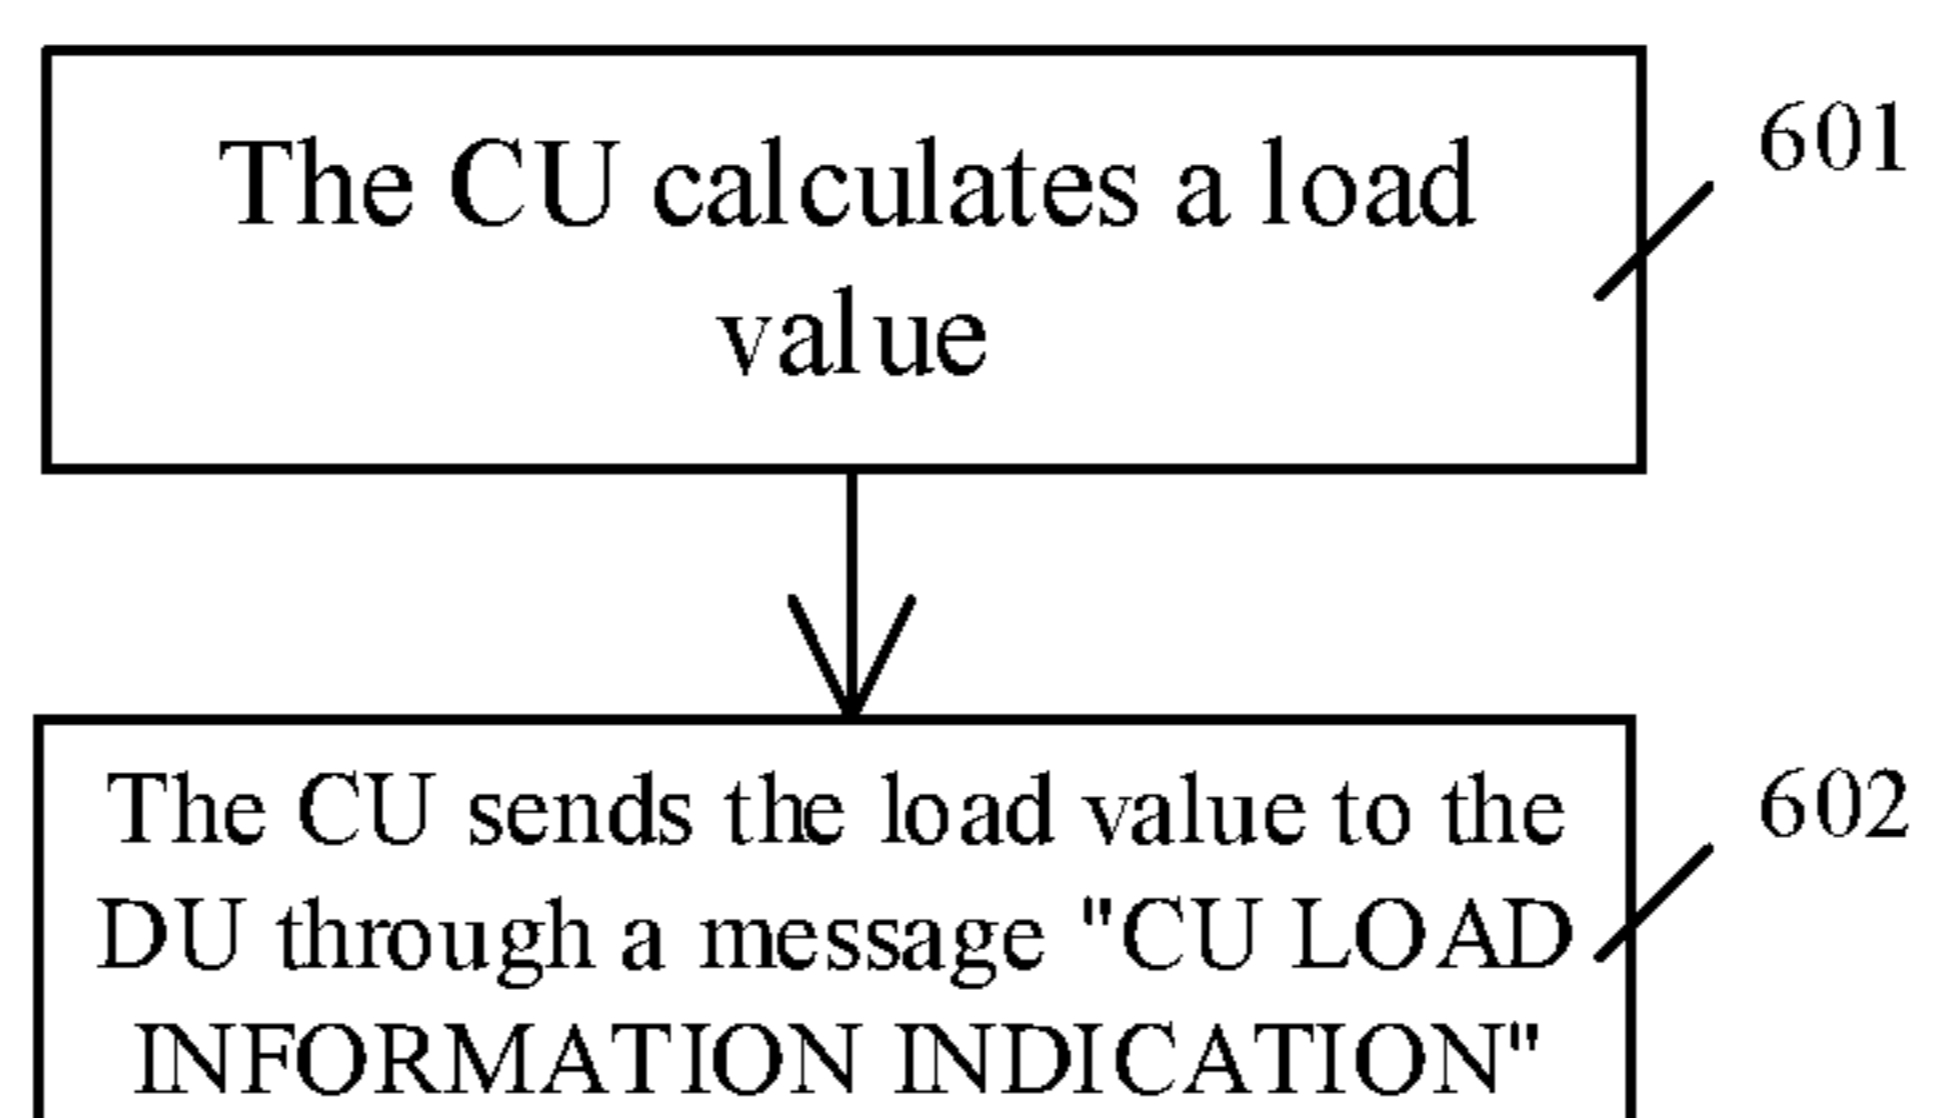 The CU calculates a load
value
601
The CU sends the load value to the
DU through a message "CU LOAD
INFORMATION INDICATION"
602